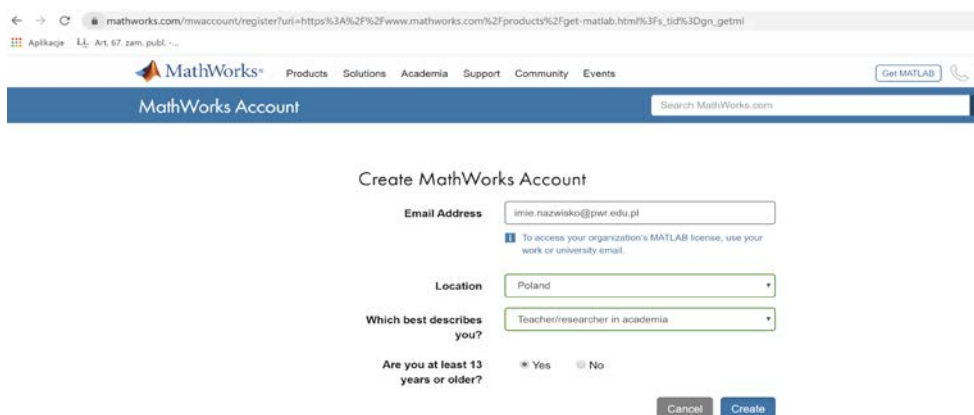 mathworks.com/mwaccount/register?uri=https%3A%2F%2Fwww.mathworks.com%2Fproducts%2Fget-matlab.html%3Fs_tid%3Dgn_getml
Aplikacje Art. 67. zam. publ. -...
MathWorks® Products Solutions Academia Support Community Events Get MATLAB
MathWorks Account Search MathWorks.com
Create MathWorks Account
Email Address imie.nazwisko@pwr.edu.pl
To access your organization's MATLAB license, use your
work or university email.
Location Poland
Which best describes Teacher/researcher in academia
you?
Are you at least 13 Yes No
years or older?
Cancel Create